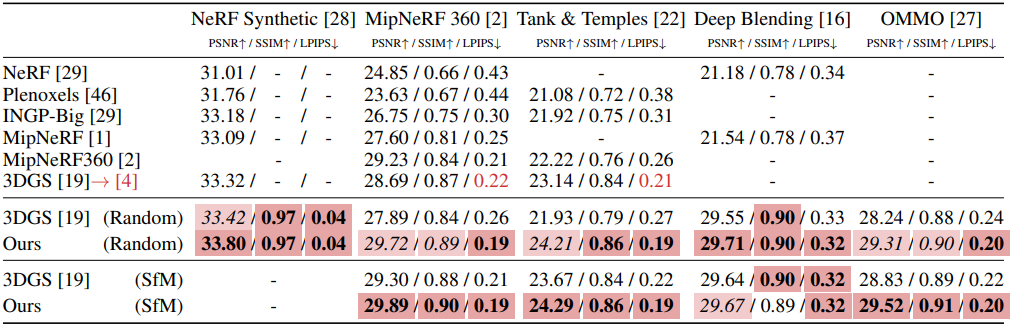 NeRF Synthetic [28] MipNeRF 360 [2] Tank & Temples [22] Deep Blending [16] OMMO [27]
PSNR↑ / SSIM↑ / LPIPS↓ PSNR↑ / SSIM↑ / LPIPS↓ PSNR↑ / SSIM↑ / LPIPS↓ PSNR↑ / SSIM↑ / LPIPS↓ PSNR↑ / SSIM↑ / LPIPS↓
NeRF [29] 31.01 / - / - 24.85 / 0.66 / 0.43 - 21.18 / 0.78 / 0.34 -
Plenoxels [46] 31.76 / - / - 23.63 / 0.67 / 0.44 21.08 / 0.72 / 0.38 - -
INGP-Big [29] 33.18 / - / - 26.75 / 0.75 / 0.30 21.92 / 0.75 / 0.31 - -
MipNeRF [1] 33.09 / - / - 27.60 / 0.81 / 0.25 - 21.54 / 0.78 / 0.37 -
MipNeRF360 [2] - 29.23 / 0.84 / 0.21 22.22 / 0.76 / 0.26 - -
3DGS [19]→ [4] 33.32 / - / - 28.69 / 0.87 / 0.22 23.14 / 0.84 / 0.21 - -
3DGS [19] (Random) 33.42 / 0.97 / 0.04 27.89 / 0.84 / 0.26 21.93 / 0.79 / 0.27 29.55 / 0.90 / 0.33 28.24 / 0.88 / 0.24
Ours (Random) 33.80 / 0.97 / 0.04 29.72 / 0.89 / 0.19 24.21 / 0.86 / 0.19 29.71 / 0.90 / 0.32 29.31 / 0.90 / 0.20
3DGS [19] (SfM) - 29.30 / 0.88 / 0.21 23.67 / 0.84 / 0.22 29.64 / 0.90 / 0.32 28.83 / 0.89 / 0.22
Ours (SfM) - 29.89 / 0.90 / 0.19 24.29 / 0.86 / 0.19 29.67 / 0.89 / 0.32 29.52 / 0.91 / 0.20